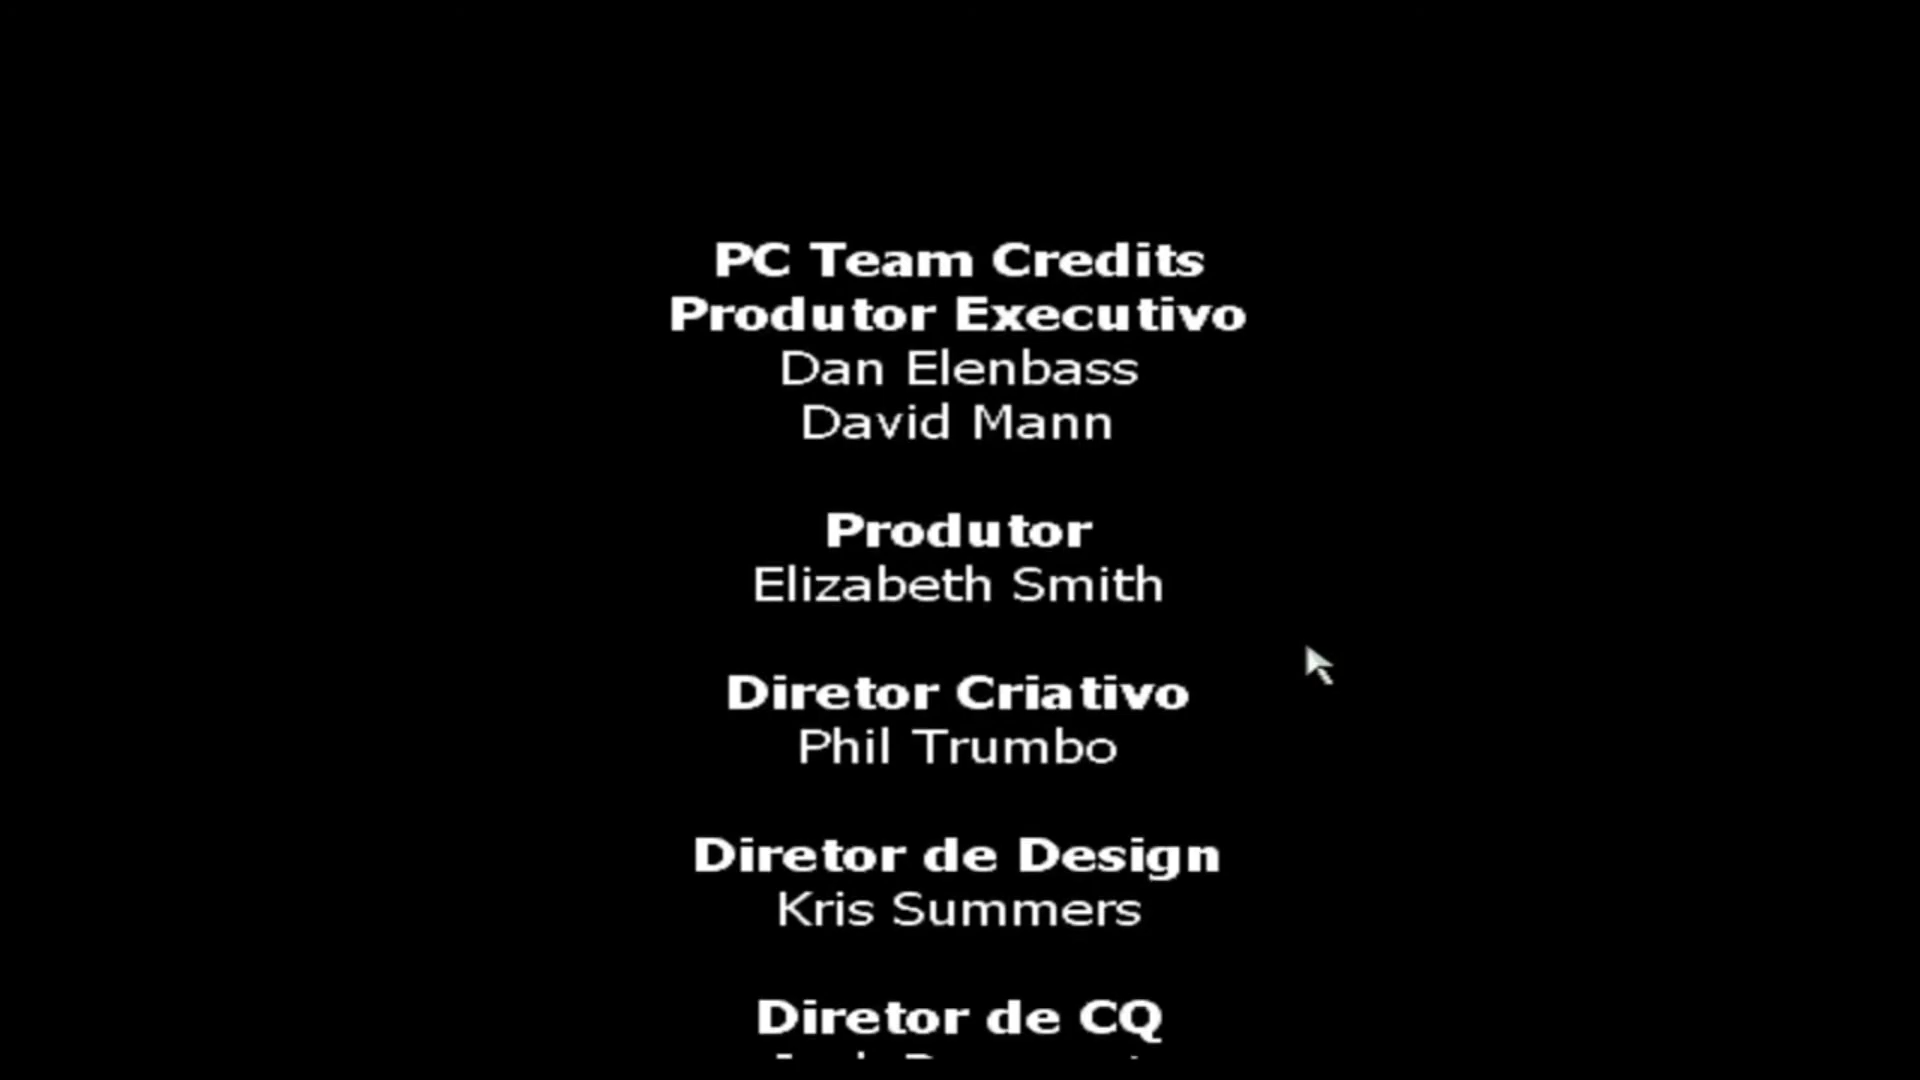 PC Team Credits
Produtor Executivo
Dan Elenbass
David Mann
Produtor
Elizabeth Smith
Diretor Criativo
Phil Trumbo
Diretor de Design
Kris Summers
Diretor de CQ